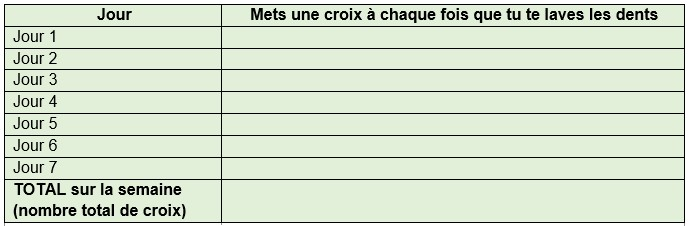 Jour Mets une croix à chaque fois que tu te laves les dents
Jour 1
Jour 2
Jour 3
Jour 4
Jour 5
Jour 6
Jour 7
TOTAL sur la semaine
(nombre total de croix)